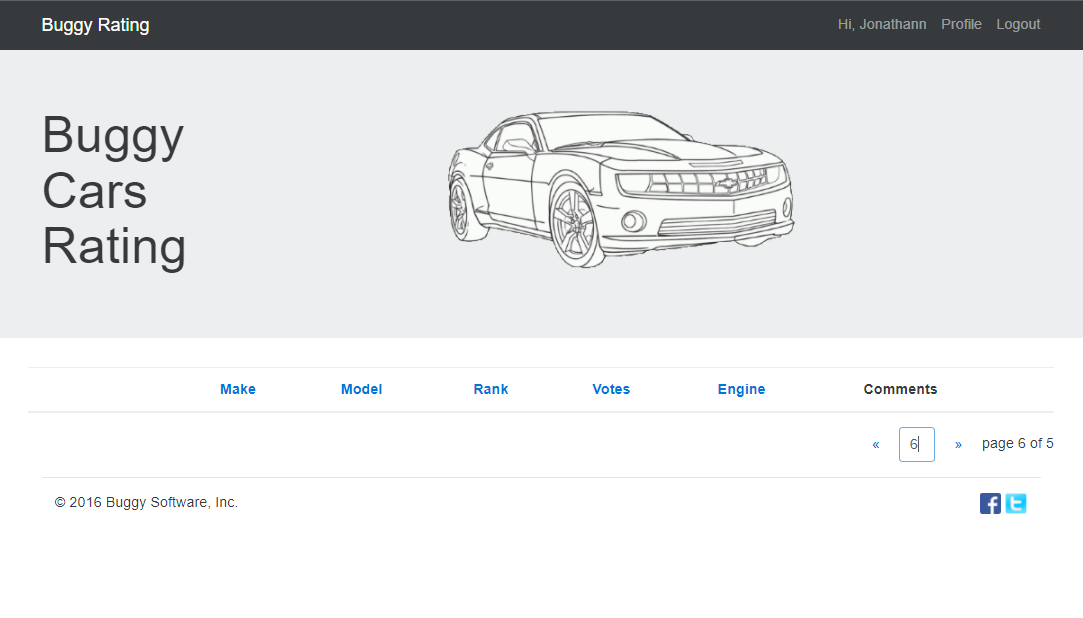 Buggy Rating
Hi, Jonathann Profile Logout
Buggy
Cars
Rating
Make Model Rank Votes Engine Comments
« 6 » page 6 of 5
© 2016 Buggy Software, Inc.